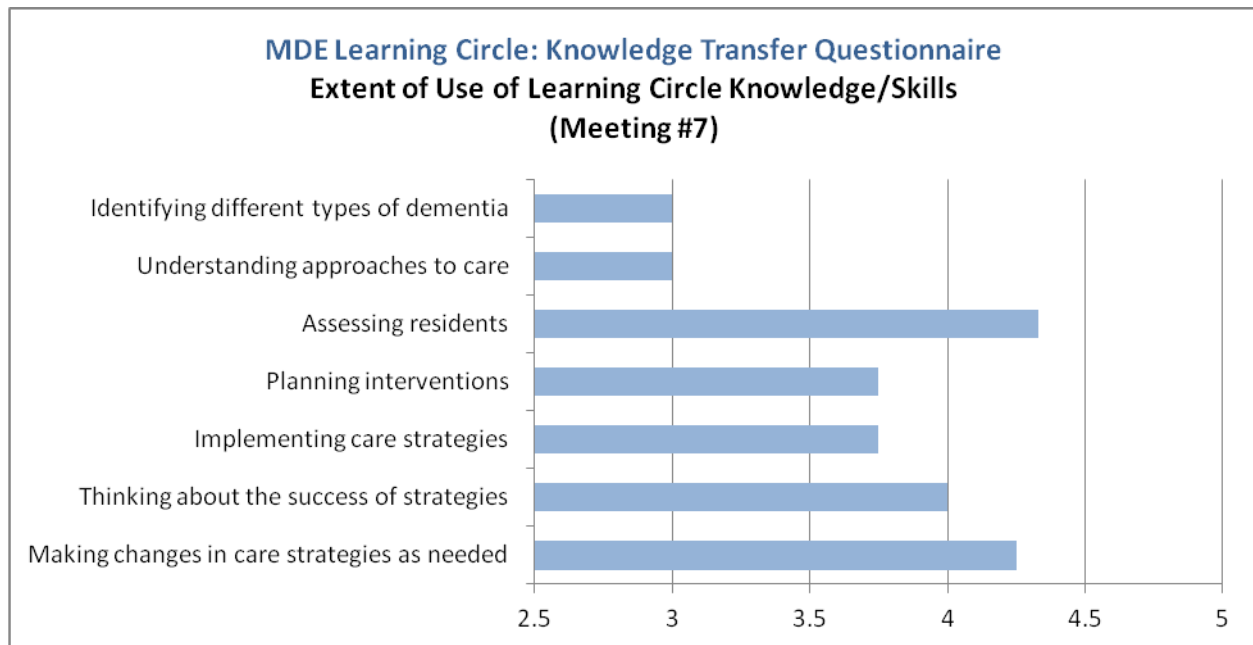 MDE Learning Circle: Knowledge Transfer Questionnaire
Extent of Use of Learning Circle Knowledge/Skills
(Meeting #7)
Identifying different types of dementia
Understanding approaches to care
Assessing residents
Planning interventions
Implementing care strategies
Thinking about the success of strategies
Making changes in care strategies as needed
2.5 3 3.5 4 4.5 5